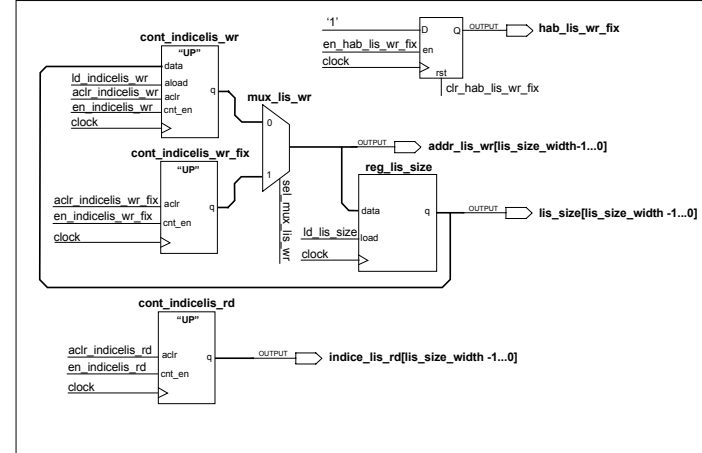 cont_indicelis_wr
“UP”
data
ld_indicelis_wr
aload
aclr_indicelis_wr
aclr
en_indicelis_wr
cnt_en
clock
q
mux_lis_wr
0
1
sel_mux_lis_wr
cont_indicelis_wr_fix
“UP”
aclr_indicelis_wr_fix
aclr
en_indicelis_wr_fix
cnt_en
clock
q
‘1’
D
Q
en_hab_lis_wr_fix
en
clock
rst
clr_hab_lis_wr_fix
OUTPUT
hab_lis_wr_fix
OUTPUT
addr_lis_wr[lis_size_width-1...0]
reg_lis_size
data
q
ld_lis_size
load
clock
OUTPUT
lis_size[lis_size_width -1...0]
cont_indicelis_rd
“UP”
aclr_indicelis_rd
aclr
en_indicelis_rd
cnt_en
clock
q
OUTPUT
indice_lis_rd[lis_size_width -1...0]